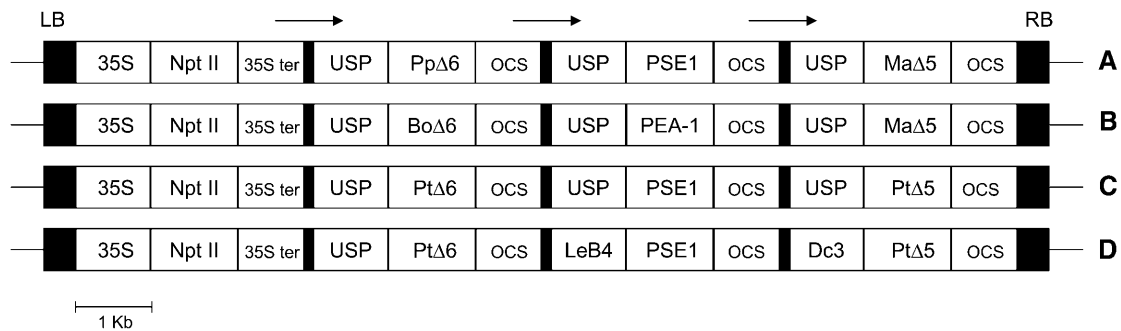 LB RB
35S Npt II 35S ter USP PpΔ6 OCS USP PSE1 OCS USP MaΔ5 OCS A
35S Npt II 35S ter USP BoΔ6 OCS USP PEA-1 OCS USP MaΔ5 OCS B
35S Npt II 35S ter USP PtΔ6 OCS USP PSE1 OCS USP PtΔ5 OCS C
35S Npt II 35S ter USP PtΔ6 OCS LeB4 PSE1 OCS Dc3 PtΔ5 OCS D
1 Kb